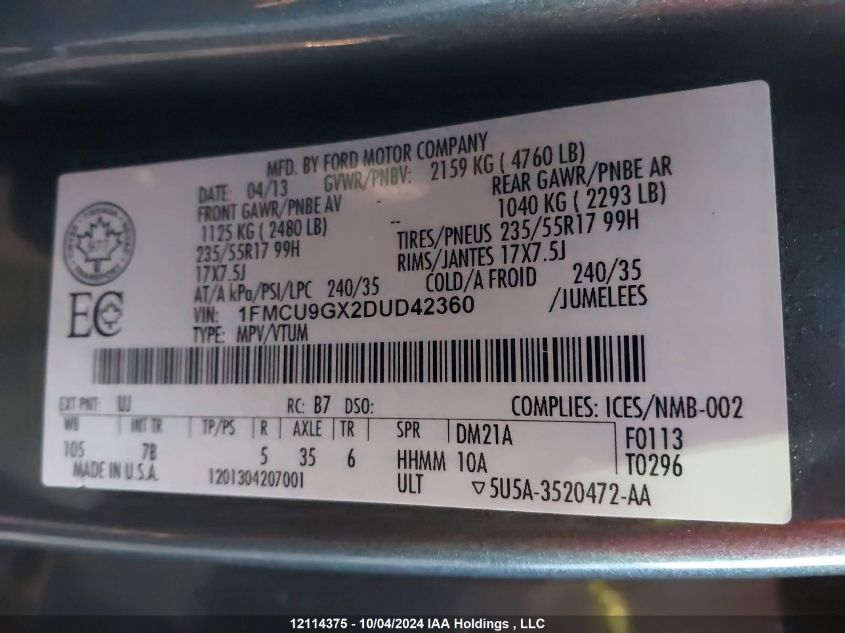 MFD. BY FORD MOTOR COMPANY
DATE: 04/13 GVWR/PNBV: 2159 KG ( 4760 LB)
FRONT GAWR/PNBE AV REAR GAWR/PNBE AR
1125 KG ( 2480 LB) -- 1040 KG ( 2293 LB)
235/55R17 99H TIRES/PNEUS 235/55R17 99H
17X7.5J RIMS/JANTES 17X7.5J
AT/A kPa/PSI/LPC 240/35 COLD/A FROID 240/35
VIN: 1FMCU9GX2DUD42360 /JUMELEES
TYPE: MPV/VTUM
EC
EXT PNT: UJ RC: B7 DSO: COMPLIES: ICES/NMB-002
WB INT TR TP/PS R AXLE TR SPR DM21A F0113
105 7B 5 35 6 HHMM 10A T0296
MADE IN U.S.A. 1201304207001 ULT ▽5U5A-3520472-AA
12114375 - 10/04/2024 IAA Holdings , LLC